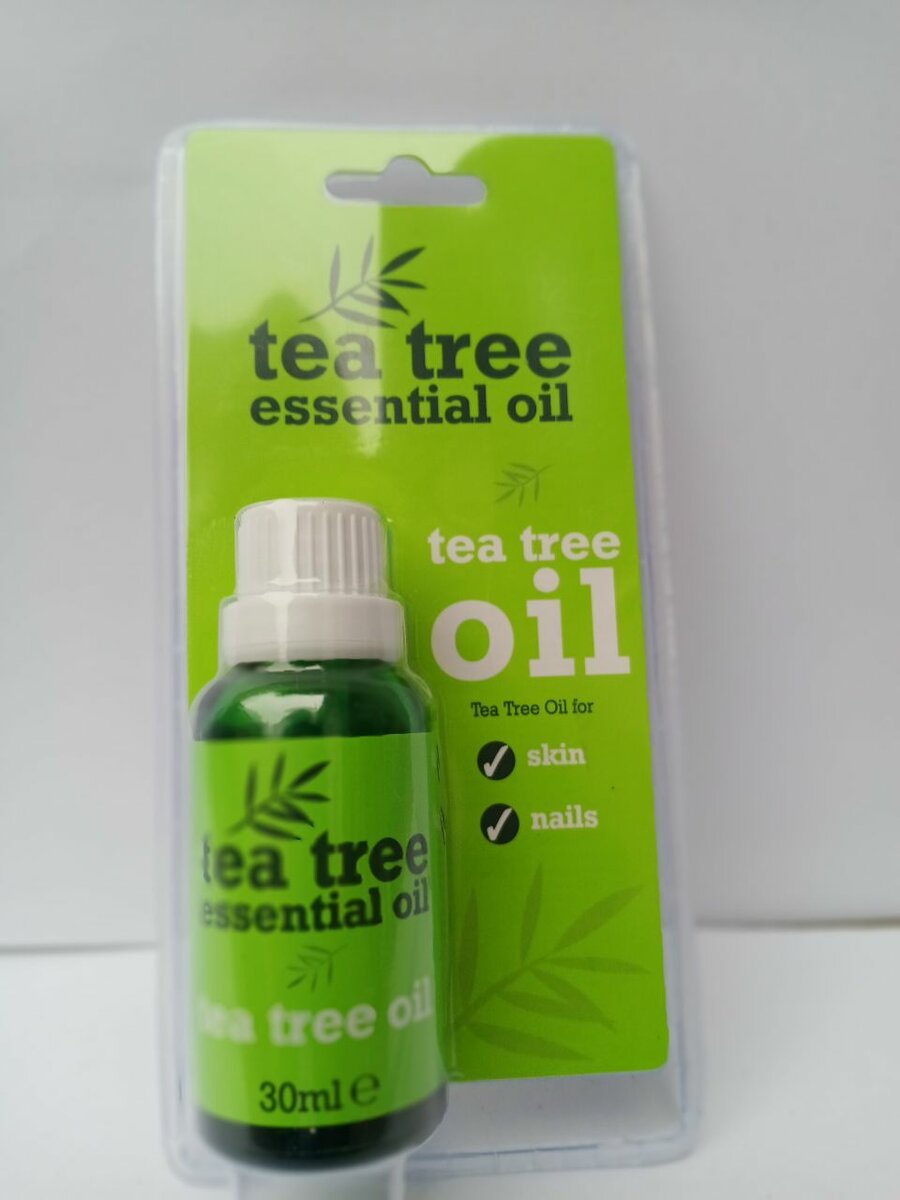 tea tree
essential oil
tea tree
oil
Tea Tree Oil for
skin
nails
tea tree
essential oil
tea tree oil
30ml ℮